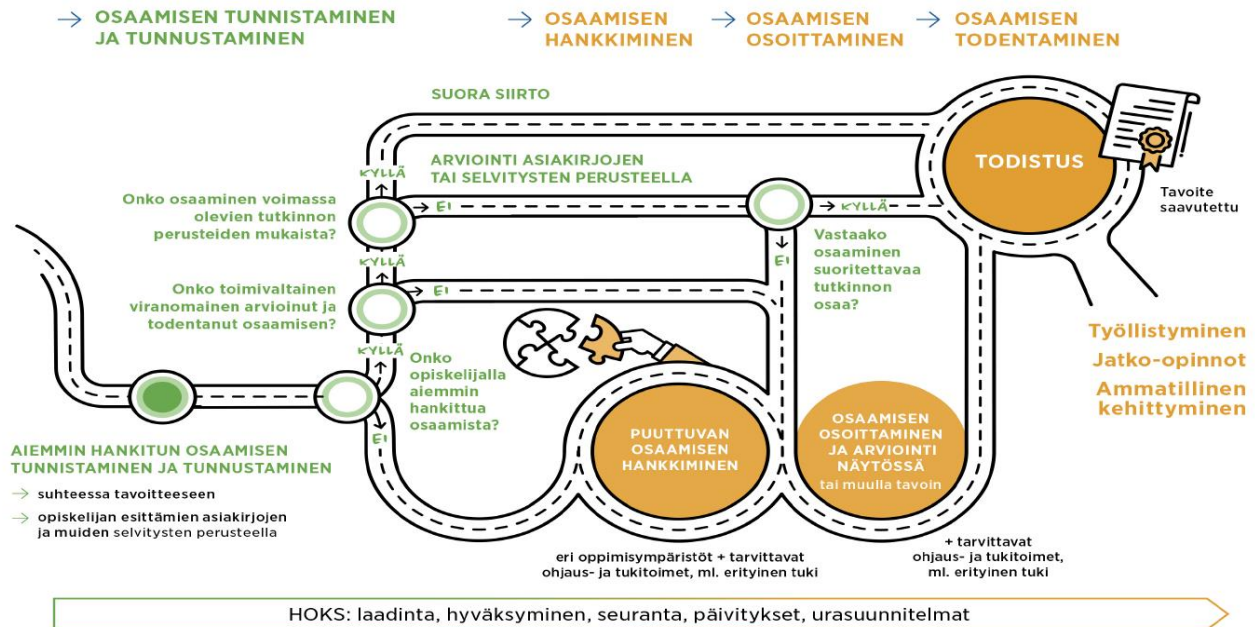 → OSAAMISEN TUNNISTAMINEN
JA TUNNUSTAMINEN
→ OSAAMISEN
HANKKIMINEN
→ OSAAMISEN
OSOITTAMINEN
→ OSAAMISEN
TODENTAMINEN
SUORA SIIRTO
ARVIOINTI ASIAKIRJOJEN
TAI SELVITYSTEN PERUSTEELLA
KYLLÄ
Onko osaaminen voimassa
olevien tutkinnon
perusteiden mukaista?
EI
KYLLÄ
TODISTUS
Tavoite
saavutettu
Vastaako
osaaminen
suoritettavaa
tutkinnon
osaa?
EI
KYLLÄ
Onko toimivaltainen
viranomainen arvioinut ja
todentanut osaamisen?
EI
KYLLÄ
Onko
opiskelijalla
aiemmin
hankittua
osaamista?
EI
Työllistyminen
Jatko-opinnot
Ammatillinen
kehittyminen
PUUTTUVAN
OSAAMISEN
HANKKIMINEN
OSAAMISEN
OSOITTAMINEN
JA ARVIOINTI
NÄYTÖSSÄ
tai muulla tavoin
AIEMMIN HANKITUN OSAAMISEN
TUNNISTAMINEN JA TUNNUSTAMINEN
→ suhteessa tavoitteeseen
→ opiskelijan esittämien asiakirjojen
ja muiden selvitysten perusteella
eri oppimisympäristöt + tarvittavat
ohjaus- ja tukitoimet, ml. erityinen tuki
+ tarvittavat
ohjaus- ja tukitoimet,
ml. erityinen tuki
HOKS: laadinta, hyväksyminen, seuranta, päivitykset, urasuunnitelmat